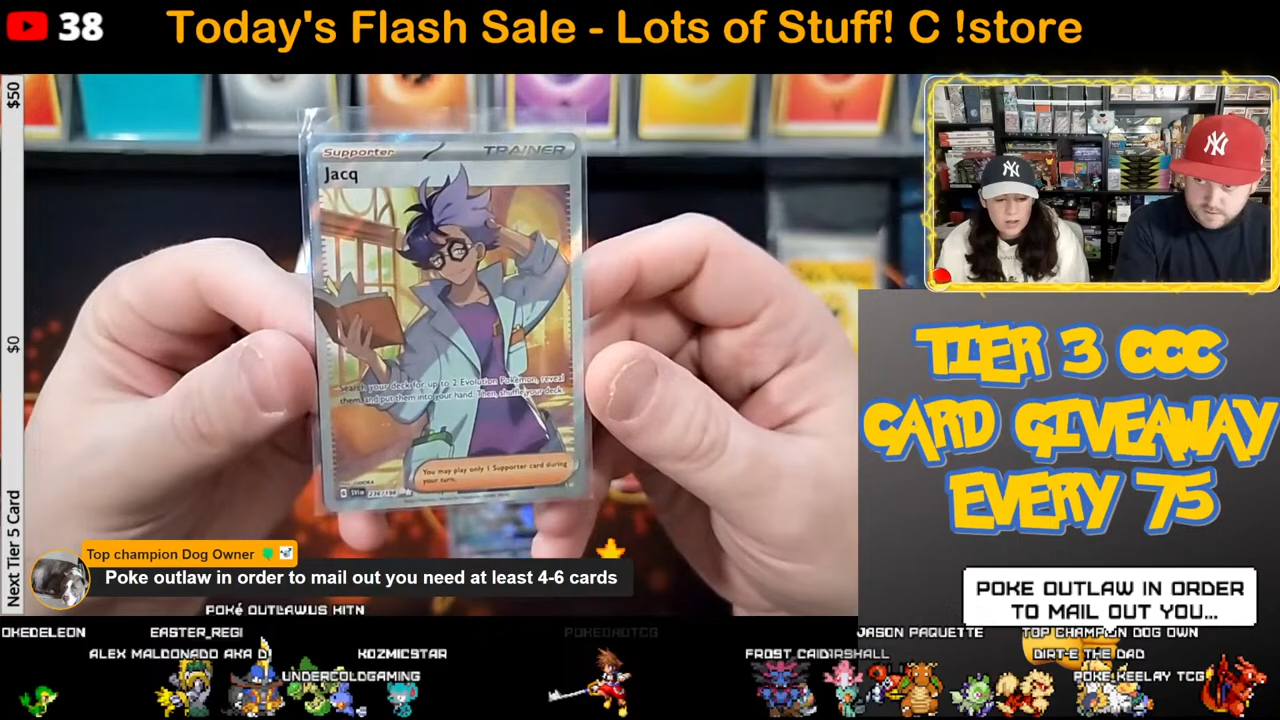 38
Today's Flash Sale - Lots of Stuff! C !store
$50
$0
Next Tier 5 Card
Supporter
TRAINER
Jacq
Search your deck for up to 2 Evolution Pokémon, reveal
them, and put them into your hand. Then, shuffle your deck.
You may play only 1 Supporter card during
your turn.
TIER 3 CCC
CARD GIVEAWAY
EVERY 75
Top champion Dog Owner
Poke outlaw in order to mail out you need at least 4-6 cards
POKE OUTLAW IN ORDER
TO MAIL OUT YOU...
POKé OUTLAWUS HITN
OKEDELEON
EASTER_REGI
POKEDADTCG
JASON PAQUETTE
TOP CHAMPION DOG OWN
ALEX MALDONADO AKA D
KOZMICSTAR
DIRT-E THE DAD
UNDERCOLDGAMING
POKE KEELAY TCG